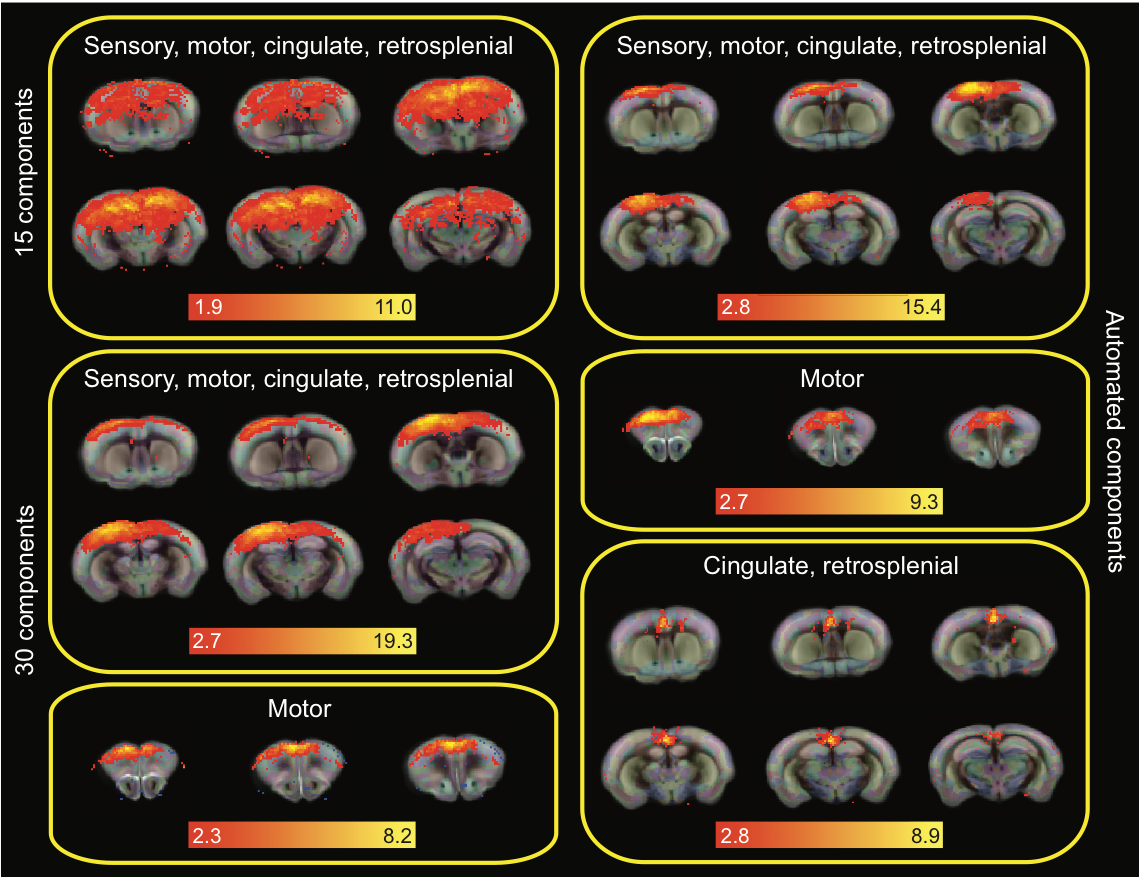 15 components
Sensory, motor, cingulate, retrosplenial
1.9 11.0
30 components
Sensory, motor, cingulate, retrosplenial
2.7 19.3
Motor
2.3 8.2
Automated components
Sensory, motor, cingulate, retrosplenial
2.8 15.4
Motor
2.7 9.3
Cingulate, retrosplenial
2.8 8.9